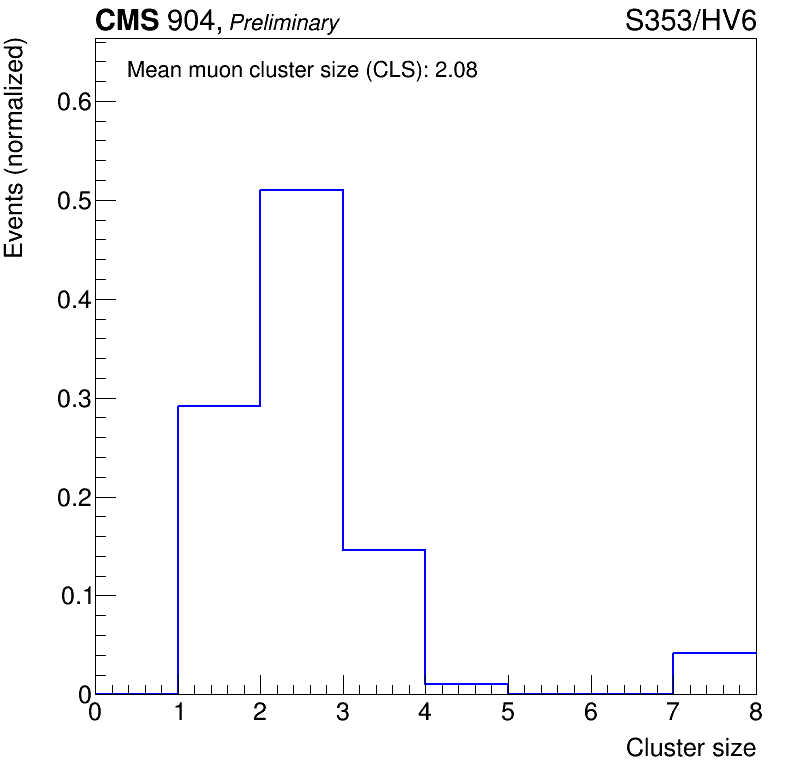 CMS 904, Preliminary S353/HV6
Mean muon cluster size (CLS): 2.08
Events (normalized)
0.6
0.5
0.4
0.3
0.2
0.1
0
0 1 2 3 4 5 6 7 8
Cluster size